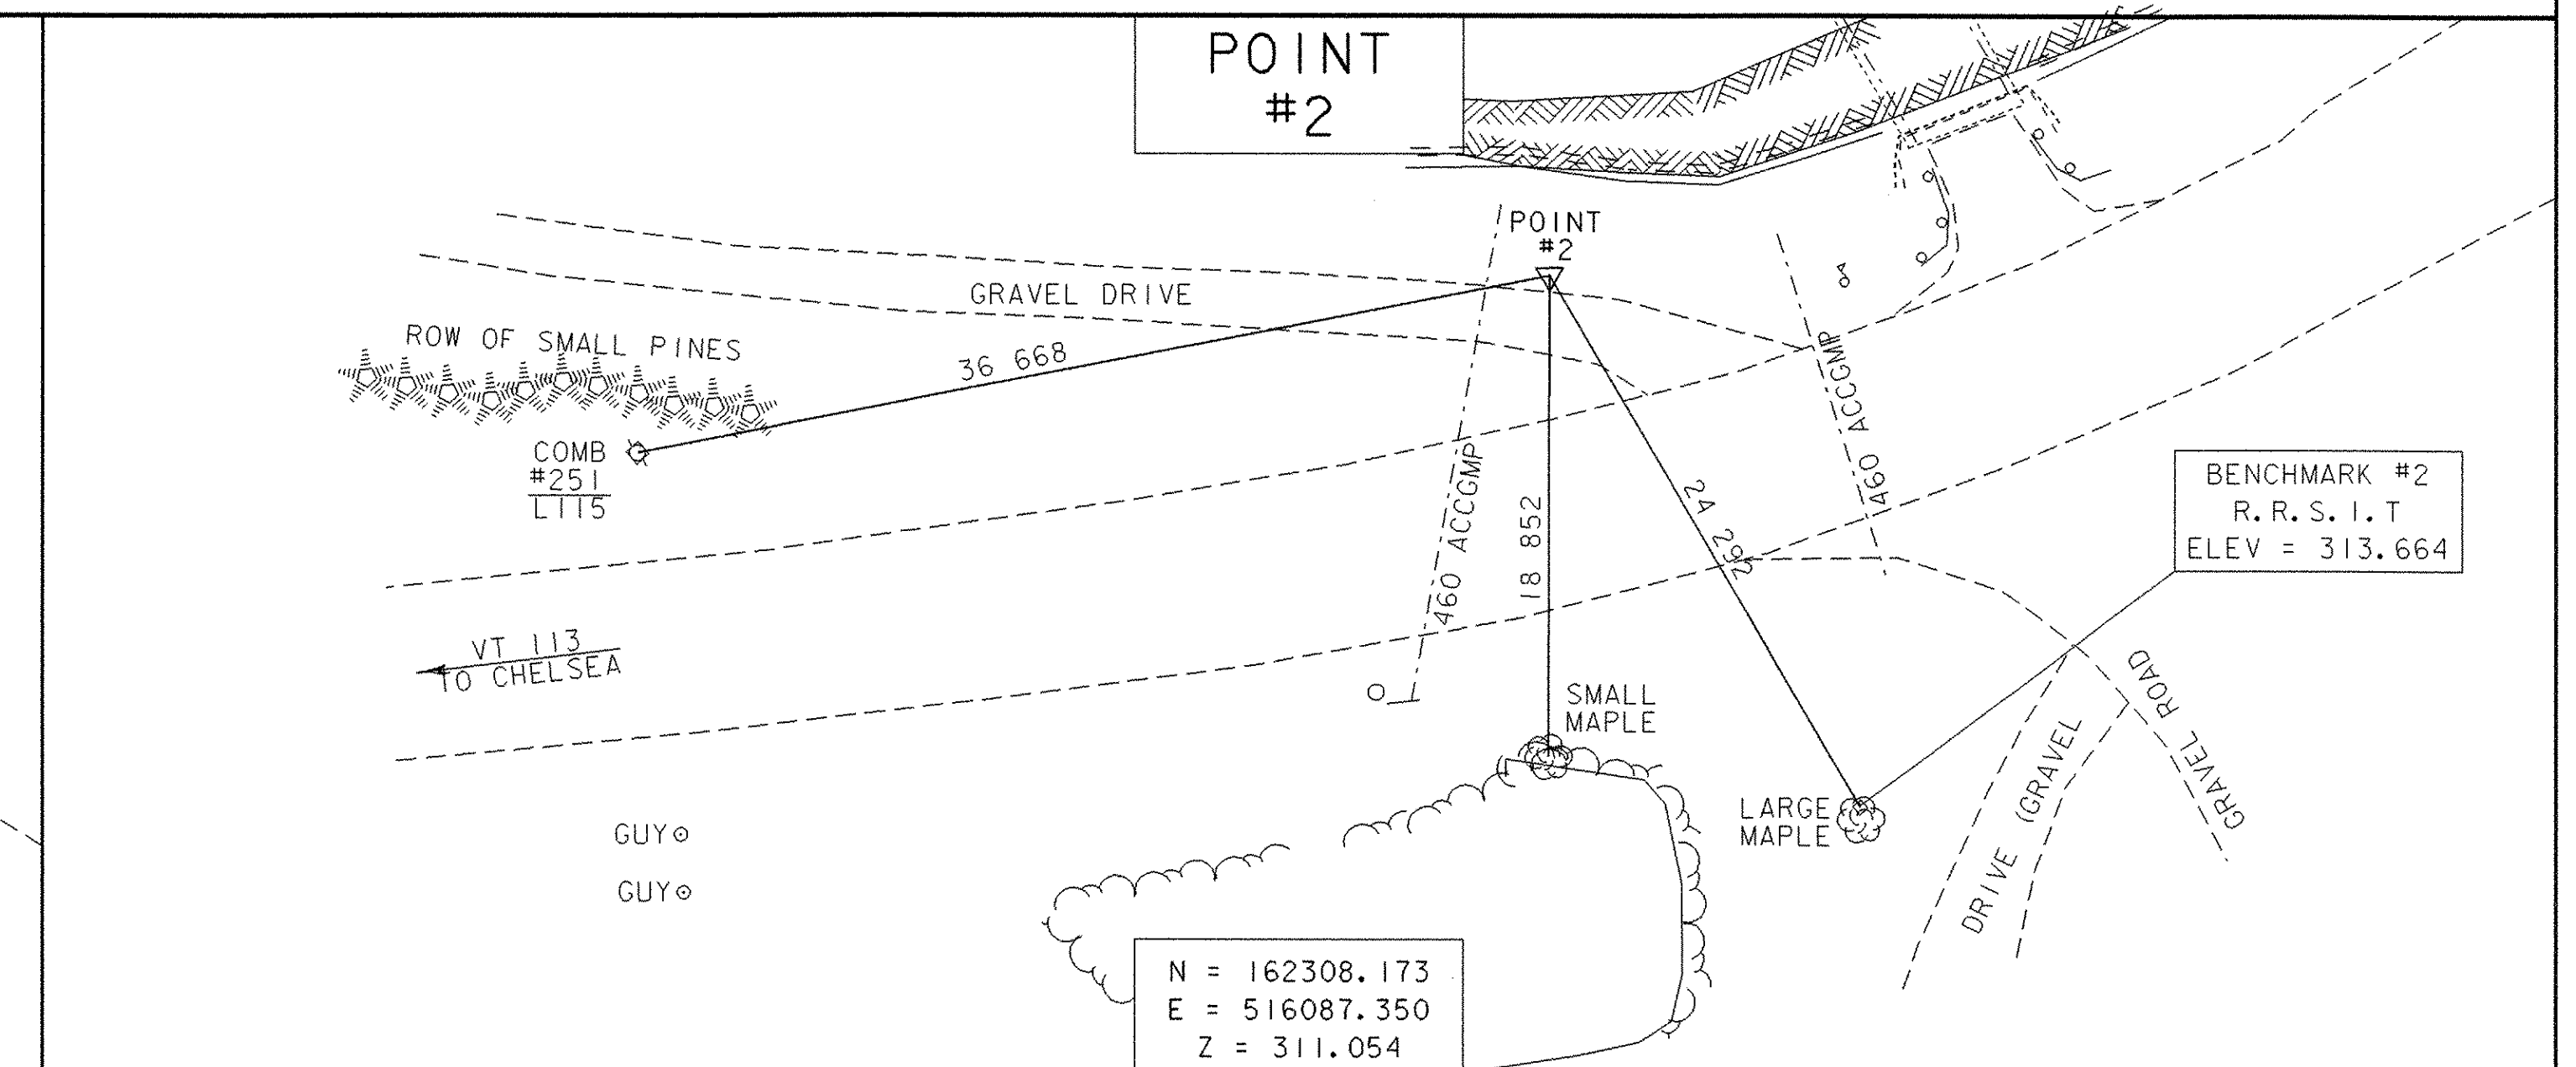 POINT
#2
POINT
#2
GRAVEL DRIVE
ROW OF SMALL PINES
36 668
COMB
#251
L115
460 ACCGMP
18 852
24 292
460 ACCGMP
BENCHMARK #2
R.R.S.I.T
ELEV = 313.664
VT 113
TO CHELSEA
SMALL
MAPLE
LARGE
MAPLE
DRIVE (GRAVEL
GRAVEL ROAD
GUY
GUY
N = 162308.173
E = 516087.350
Z = 311.054